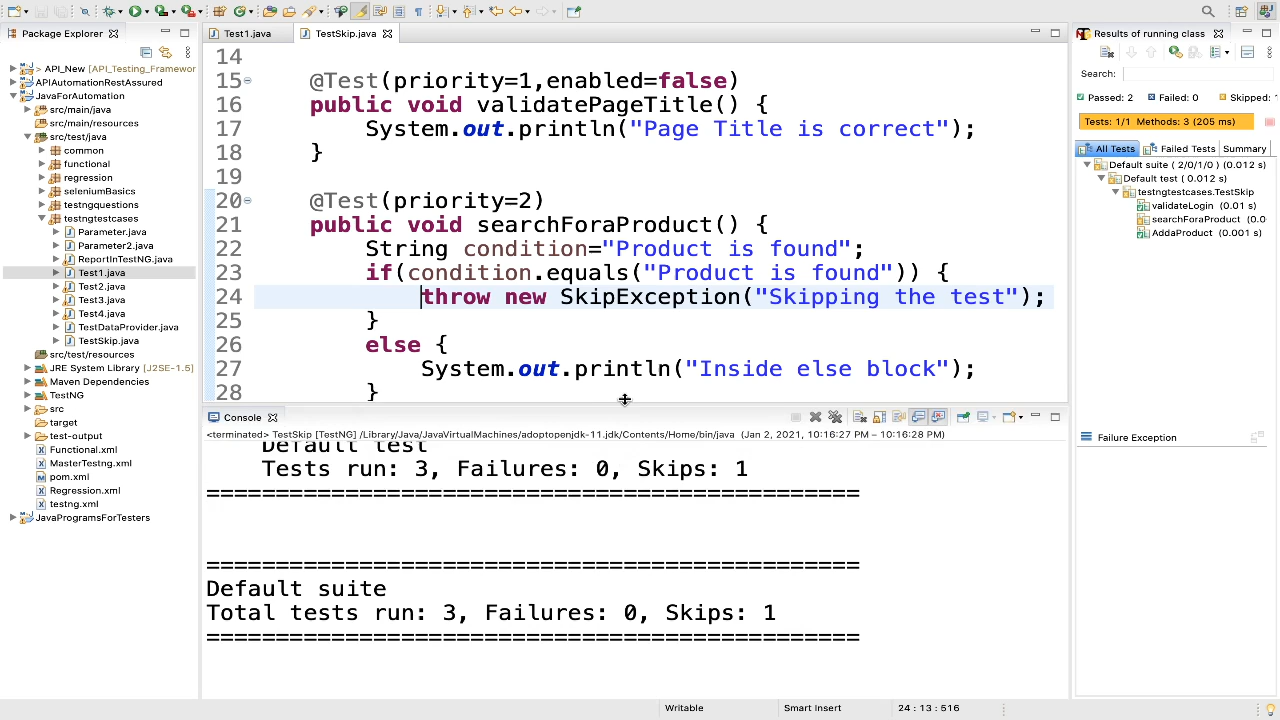 Package Explorer
> API_New [API_Testing_Framewor
APIAutomationRestAssured
JavaForAutomation
src/main/java
src/main/resources
src/test/java
common
functional
regression
seleniumBasics
testngquestions
testngtestcases
Parameter.java
Parameter2.java
ReportInTestNG.java
Test1.java
Test2.java
Test3.java
Test4.java
TestDataProvider.java
TestSkip.java
src/test/resources
JRE System Library [J2SE-1.5]
Maven Dependencies
TestNG
src
target
test-output
Functional.xml
MasterTestng.xml
pom.xml
Regression.xml
testng.xml
JavaProgramsForTesters
Test1.java
TestSkip.java
14
15 @Test(priority=1,enabled=false)
16 public void validatePageTitle() {
17 System.out.println("Page Title is correct");
18 }
19
20 @Test(priority=2)
21 public void searchForaProduct() {
22 String condition="Product is found";
23 if(condition.equals("Product is found")) {
24 throw new SkipException("Skipping the test");
25 }
26 else {
27 System.out.println("Inside else block");
28 }
Console
<terminated> TestSkip [TestNG] /Library/Java/JavaVirtualMachines/adoptopenjdk-11.jdk/Contents/Home/bin/java (Jan 2, 2021, 10:16:27 PM – 10:16:28 PM)
Default test
Tests run: 3, Failures: 0, Skips: 1
===============================================
===============================================
Default suite
Total tests run: 3, Failures: 0, Skips: 1
===============================================
Results of running class
Search:
Passed: 2 Failed: 0 Skipped: 1
Tests: 1/1 Methods: 3 (205 ms)
All Tests Failed Tests Summary
Default suite ( 2/0/1/0 ) (0.012 s)
Default test ( 0.012 s)
testngtestcases.TestSkip
validateLogin (0.01 s)
searchForaProduct (0.0
AddaProduct (0.001 s)
Failure Exception
Writable
Smart Insert
24 : 13 : 516